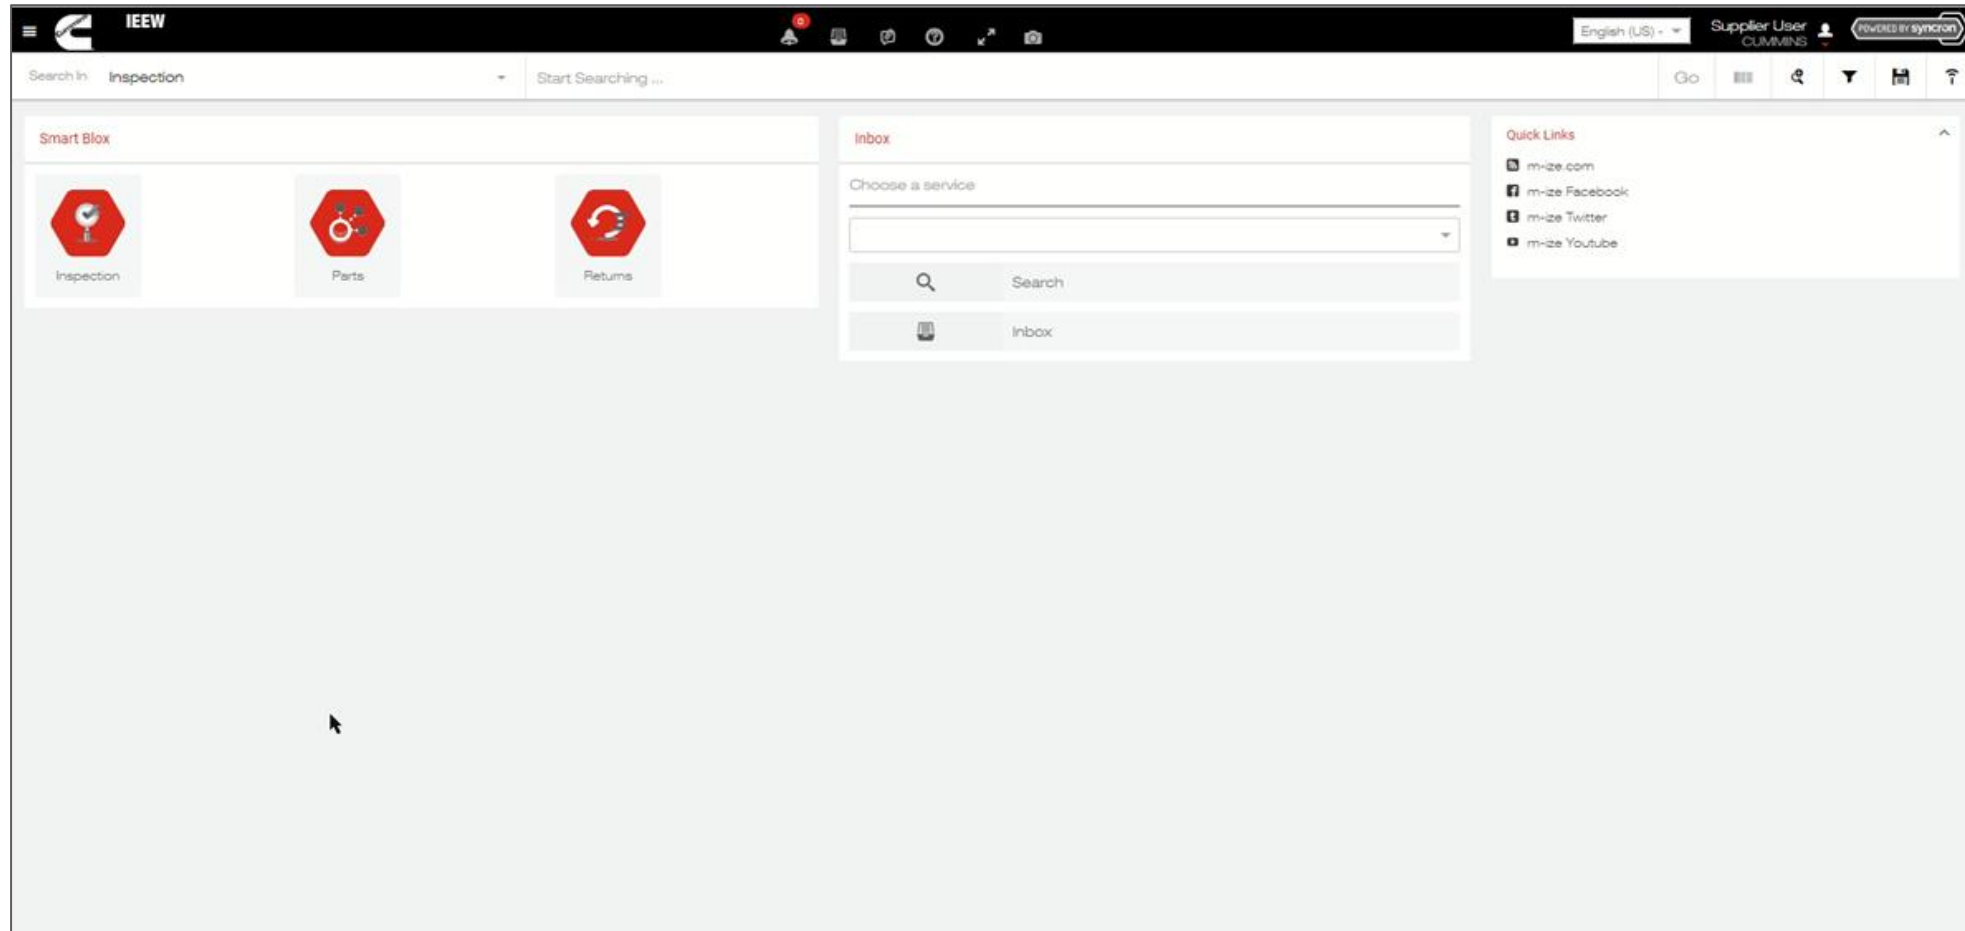 IEEW
0
English (US) -
Supplier User
CUMMINS
POWERED BY syncron
Search In Inspection
Start Searching ...
Go
Smart Blox
Inspection
Parts
Returns
Inbox
Choose a service
Search
Inbox
Quick Links
m-ize.com
m-ize Facebook
m-ize Twitter
m-ize Youtube